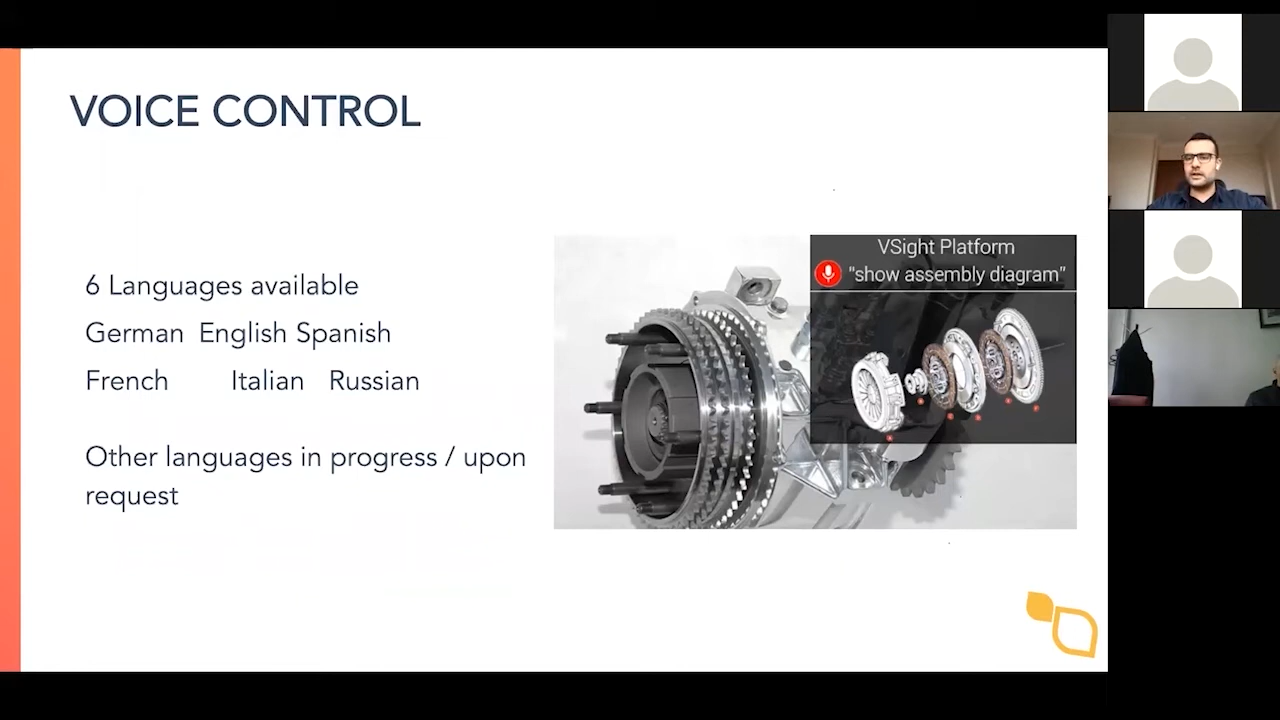 VOICE CONTROL
6 Languages available
German English Spanish
French Italian Russian
Other languages in progress / upon
request
VSight Platform
"show assembly diagram"